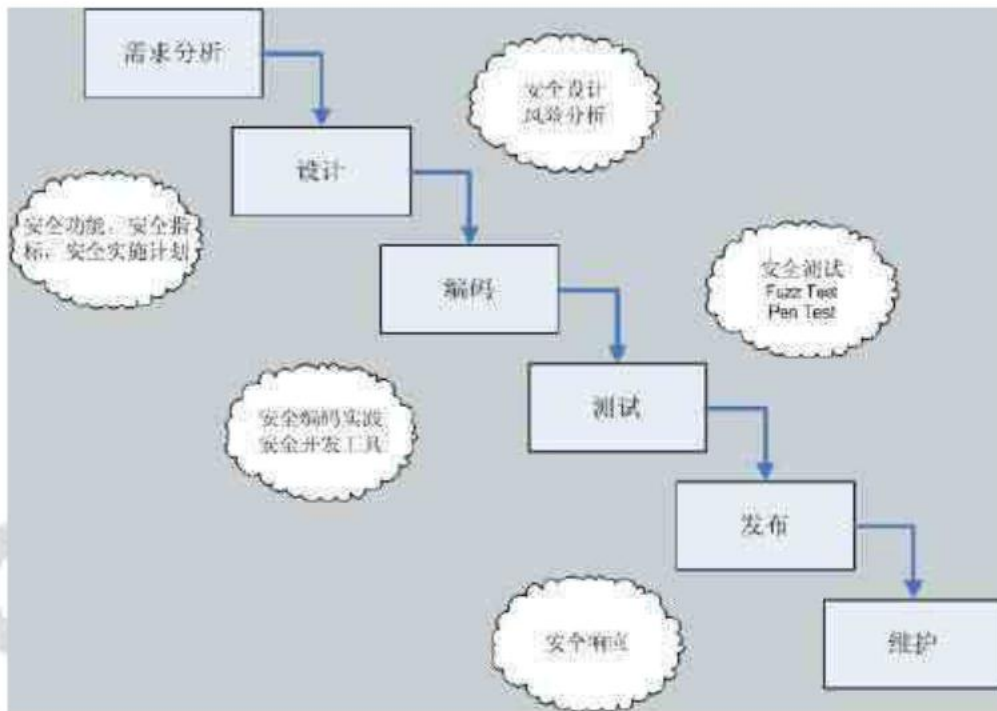 需求分析
安全设计
风险分析
设计
安全功能、安全指
标，安全实施计划
编码
安全测试
Fuzz Test
Pen Test
安全编码实践
安全开发工具
测试
发布
安全响应
维护